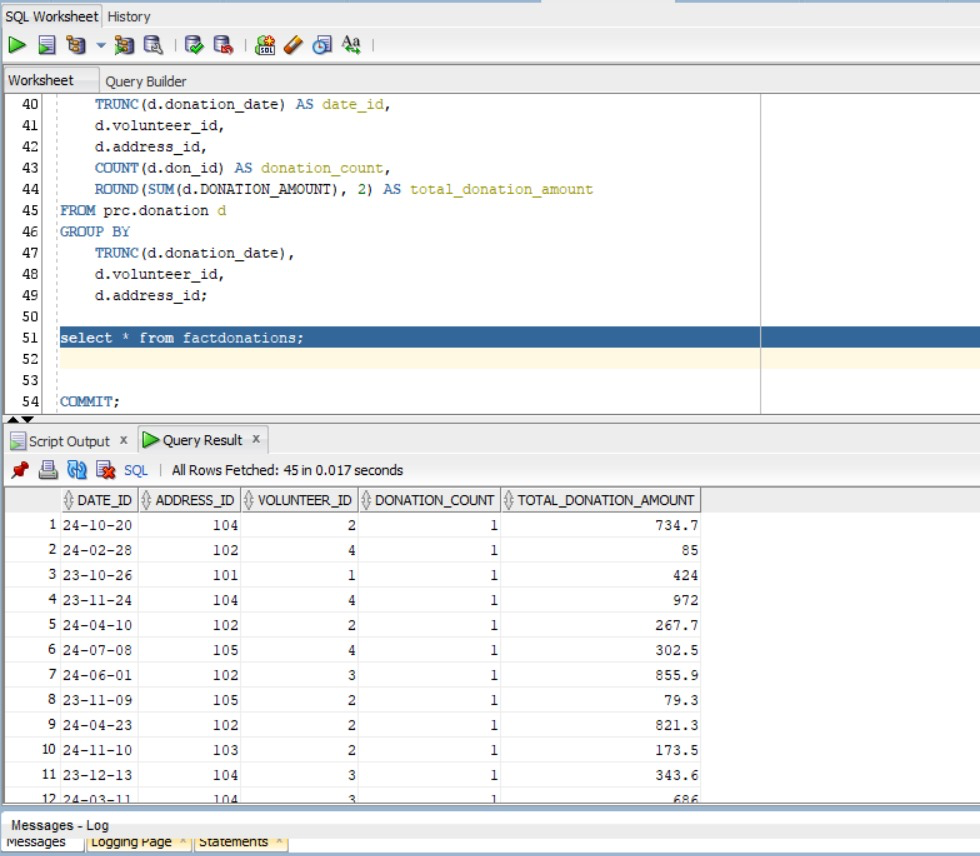 SQL Worksheet History
Worksheet Query Builder
40 TRUNC(d.donation_date) AS date_id,
41 d.volunteer_id,
42 d.address_id,
43 COUNT(d.don_id) AS donation_count,
44 ROUND(SUM(d.DONATION_AMOUNT), 2) AS total_donation_amount
45 FROM prc.donation d
46 GROUP BY
47 TRUNC(d.donation_date),
48 d.volunteer_id,
49 d.address_id;
50
51 select * from factdonations;
52
53
54 COMMIT;
Script Output x Query Result x
SQL | All Rows Fetched: 45 in 0.017 seconds
DATE_ID ADDRESS_ID VOLUNTEER_ID DONATION_COUNT TOTAL_DONATION_AMOUNT
1 24-10-20 104 2 1 734.7
2 24-02-28 102 4 1 85
3 23-10-26 101 1 1 424
4 23-11-24 104 4 1 972
5 24-04-10 102 2 1 267.7
6 24-07-08 105 4 1 302.5
7 24-06-01 102 3 1 855.9
8 23-11-09 105 2 1 79.3
9 24-04-23 102 2 1 821.3
10 24-11-10 103 2 1 173.5
11 23-12-13 104 3 1 343.6
12 24-03-11 104 3 1 686
Messages - Log
Messages Logging Page x Statements x